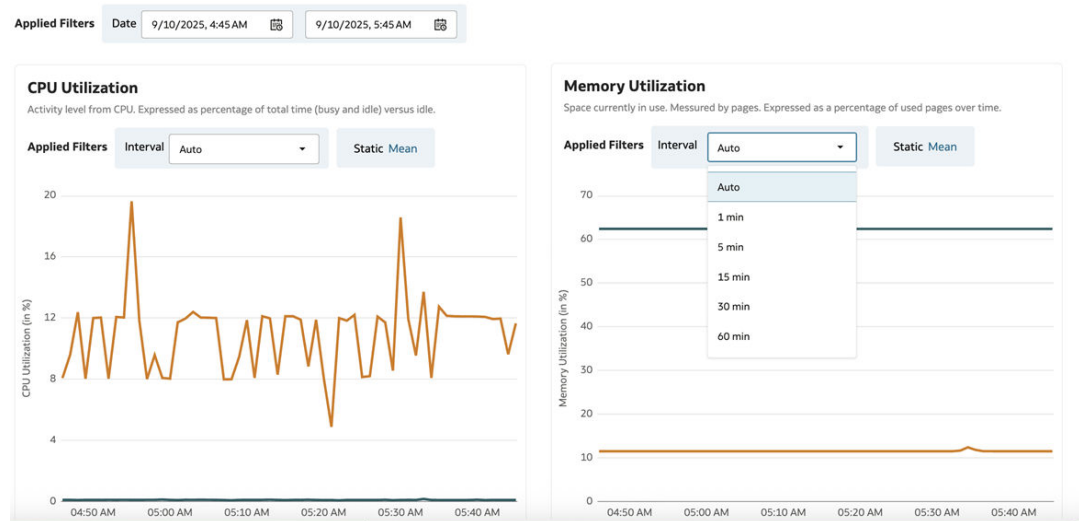 Applied Filters Date 9/10/2025, 4:45 AM 9/10/2025, 5:45 AM
CPU Utilization
Activity level from CPU. Expressed as percentage of total time (busy and idle) versus idle.
Applied Filters Interval Auto Static Mean
20
16
12
8
4
0
CPU Utilization (in %)
04:50 AM 05:00 AM 05:10 AM 05:20 AM 05:30 AM 05:40 AM
Memory Utilization
Space currently in use. Messured by pages. Expressed as a percentage of used pages over time.
Applied Filters Interval Auto Static Mean
Auto
1 min
5 min
15 min
30 min
60 min
70
60
50
40
30
20
10
0
Memory Utilization (in %)
04:50 AM 05:00 AM 05:10 AM 05:20 AM 05:30 AM 05:40 AM